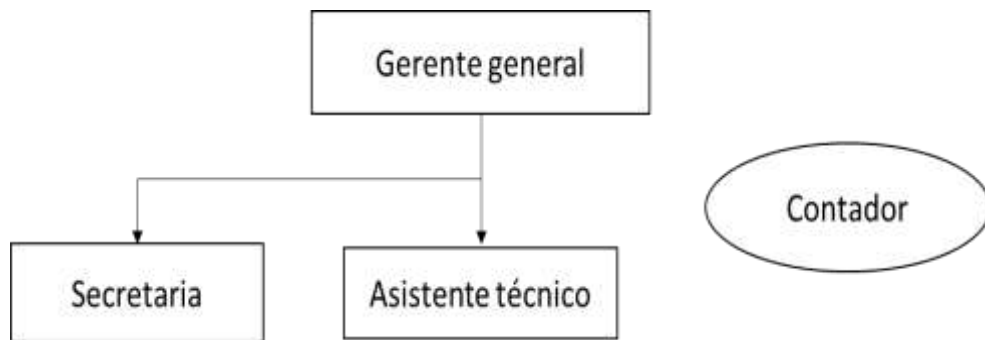 Gerente general
Contador
Secretaria
Asistente técnico